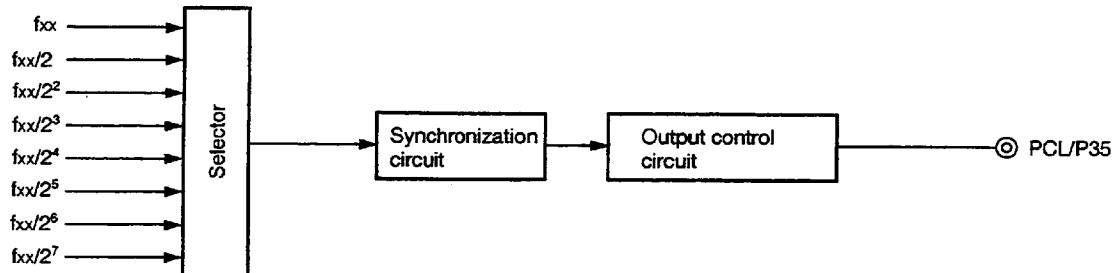 fxx
fxx/2
fxx/2²
fxx/2³
fxx/2⁴
fxx/2⁵
fxx/2⁶
fxx/2⁷
Selector
Synchronization
circuit
Output control
circuit
PCL/P35